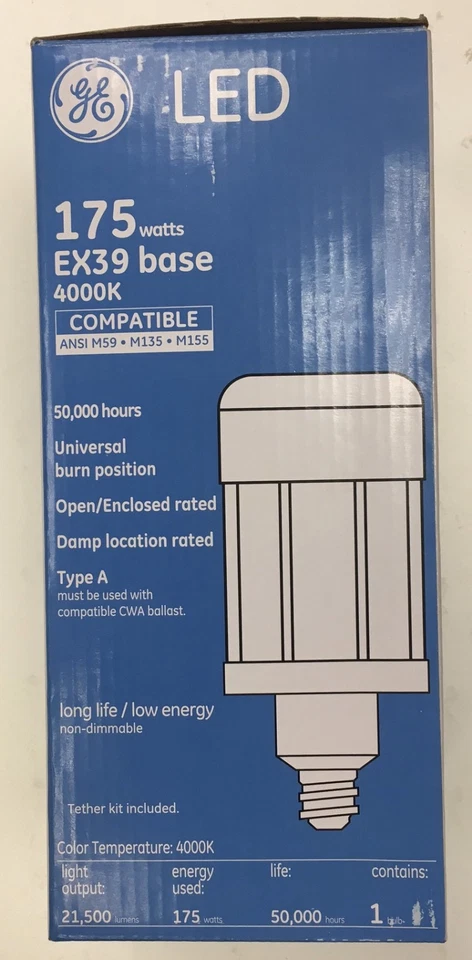 GE LED
175 watts
EX39 base
4000K
COMPATIBLE
ANSI M59 • M135 • M155
50,000 hours
Universal
burn position
Open/Enclosed rated
Damp location rated
Type A
must be used with
compatible CWA ballast.
long life / low energy
non-dimmable
Tether kit included.
Color Temperature: 4000K
light energy life: contains:
output: used:
21,500 lumens 175 watts 50,000 hours 1 bulb